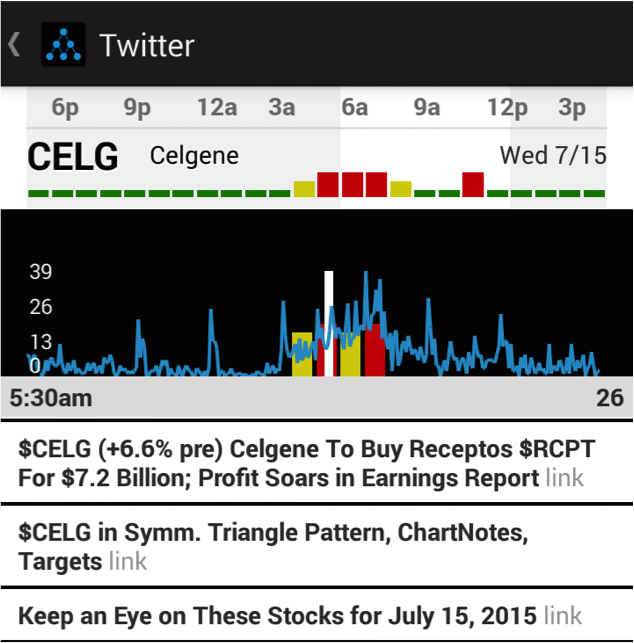 Twitter
6p 9p 12a 3a 6a 9a 12p 3p
CELG Celgene Wed 7/15
39
26
13
0
5:30am 26
$CELG (+6.6% pre) Celgene To Buy Receptos $RCPT
For $7.2 Billion; Profit Soars in Earnings Report link
$CELG in Symm. Triangle Pattern, ChartNotes,
Targets link
Keep an Eye on These Stocks for July 15, 2015 link